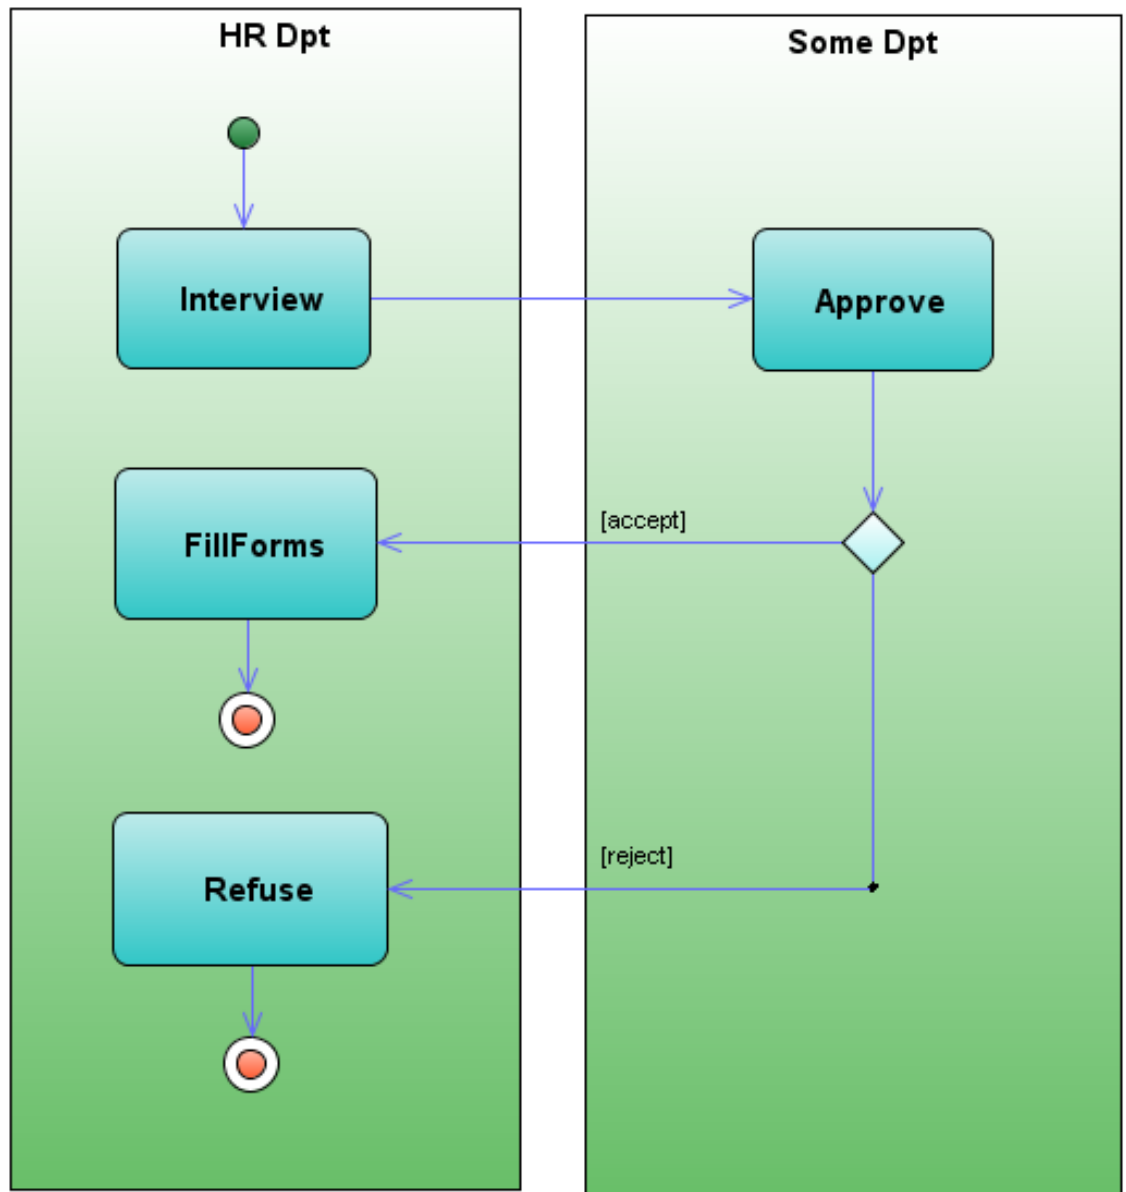 HR Dpt
Some Dpt
Interview
Approve
[accept]
FillForms
[reject]
Refuse